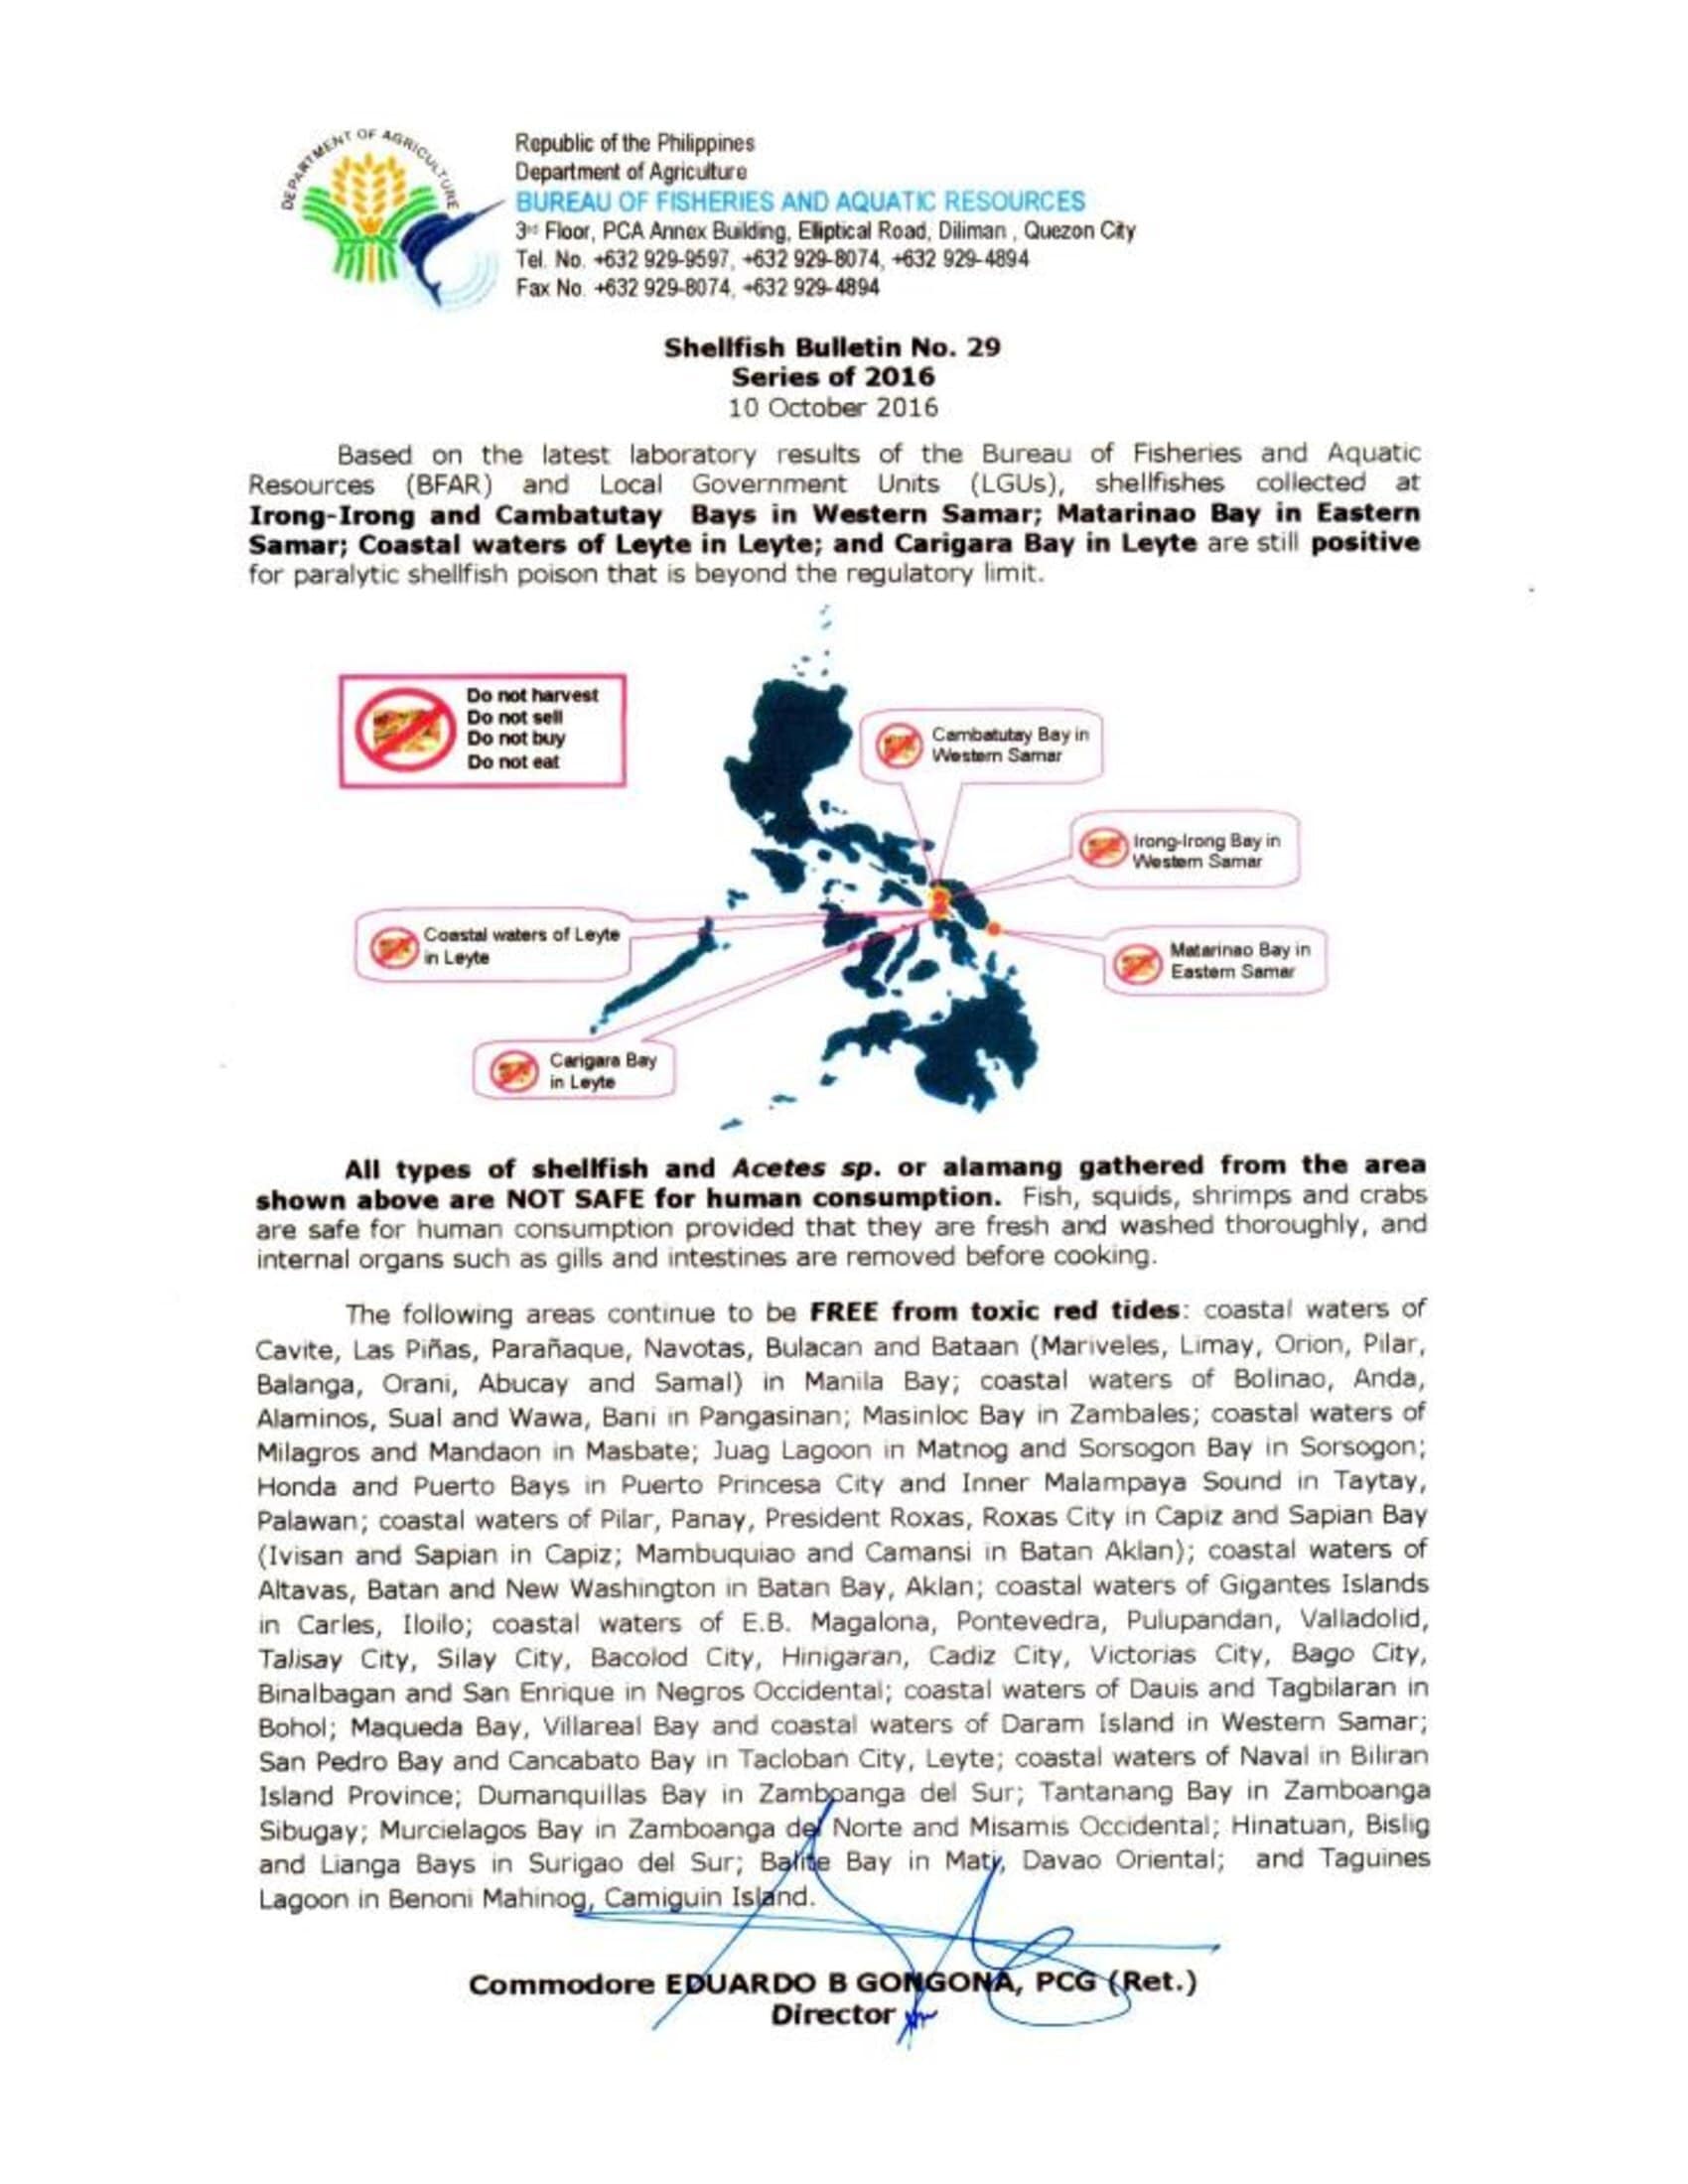 DEPARTMENT OF AGRICULTURE
Republic of the Philippines
Department of Agriculture
BUREAU OF FISHERIES AND AQUATIC RESOURCES
3rd Floor, PCA Annex Building, Elliptical Road, Diliman , Quezon City
Tel. No. +632 929-9597, +632 929-8074, +632 929-4894
Fax No. +632 929-8074, +632 929-4894
Shellfish Bulletin No. 29
Series of 2016
10 October 2016
Based on the latest laboratory results of the Bureau of Fisheries and Aquatic
Resources (BFAR) and Local Government Units (LGUs), shellfishes collected at
Irong-Irong and Cambatutay Bays in Western Samar; Matarinao Bay in Eastern
Samar; Coastal waters of Leyte in Leyte; and Carigara Bay in Leyte are still positive
for paralytic shellfish poison that is beyond the regulatory limit.
Do not harvest
Do not sell
Do not buy
Do not eat
Cambatutay Bay in
Western Samar
Irong-Irong Bay in
Western Samar
Coastal waters of Leyte
in Leyte
Matarinao Bay in
Eastern Samar
Carigara Bay
in Leyte
All types of shellfish and Acetes sp. or alamang gathered from the area
shown above are NOT SAFE for human consumption. Fish, squids, shrimps and crabs
are safe for human consumption provided that they are fresh and washed thoroughly, and
internal organs such as gills and intestines are removed before cooking.
The following areas continue to be FREE from toxic red tides: coastal waters of
Cavite, Las Piñas, Parañaque, Navotas, Bulacan and Bataan (Mariveles, Limay, Orion, Pilar,
Balanga, Orani, Abucay and Samal) in Manila Bay; coastal waters of Bolinao, Anda,
Alaminos, Sual and Wawa, Bani in Pangasinan; Masinloc Bay in Zambales; coastal waters of
Milagros and Mandaon in Masbate; Juag Lagoon in Matnog and Sorsogon Bay in Sorsogon;
Honda and Puerto Bays in Puerto Princesa City and Inner Malampaya Sound in Taytay,
Palawan; coastal waters of Pilar, Panay, President Roxas, Roxas City in Capiz and Sapian Bay
(Ivisan and Sapian in Capiz; Mambuquiao and Camansi in Batan Aklan); coastal waters of
Altavas, Batan and New Washington in Batan Bay, Aklan; coastal waters of Gigantes Islands
in Carles, Iloilo; coastal waters of E.B. Magalona, Pontevedra, Pulupandan, Valladolid,
Talisay City, Silay City, Bacolod City, Hinigaran, Cadiz City, Victorias City, Bago City,
Binalbagan and San Enrique in Negros Occidental; coastal waters of Dauis and Tagbilaran in
Bohol; Maqueda Bay, Villareal Bay and coastal waters of Daram Island in Western Samar;
San Pedro Bay and Cancabato Bay in Tacloban City, Leyte; coastal waters of Naval in Biliran
Island Province; Dumanquillas Bay in Zamboanga del Sur; Tantanang Bay in Zamboanga
Sibugay; Murcielagos Bay in Zamboanga del Norte and Misamis Occidental; Hinatuan, Bislig
and Lianga Bays in Surigao del Sur; Balite Bay in Mati, Davao Oriental; and Taguines
Lagoon in Benoni Mahinog, Camiguin Island.
Commodore EDUARDO B GONGONA, PCG (Ret.)
Director